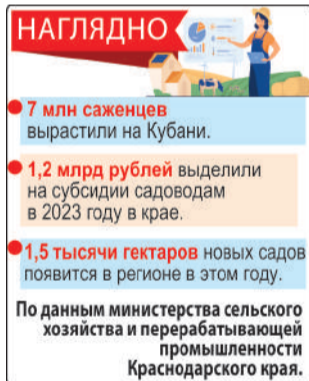 НАГЛЯДНО
7 млн саженцев
вырастили на Кубани.
1,2 млрд рублей выделили
на субсидии садоводам
в 2023 году в крае.
1,5 тысячи гектаров новых садов
появится в регионе в этом году.
По данным министерства сельского
хозяйства и перерабатывающей
промышленности
Краснодарского края.